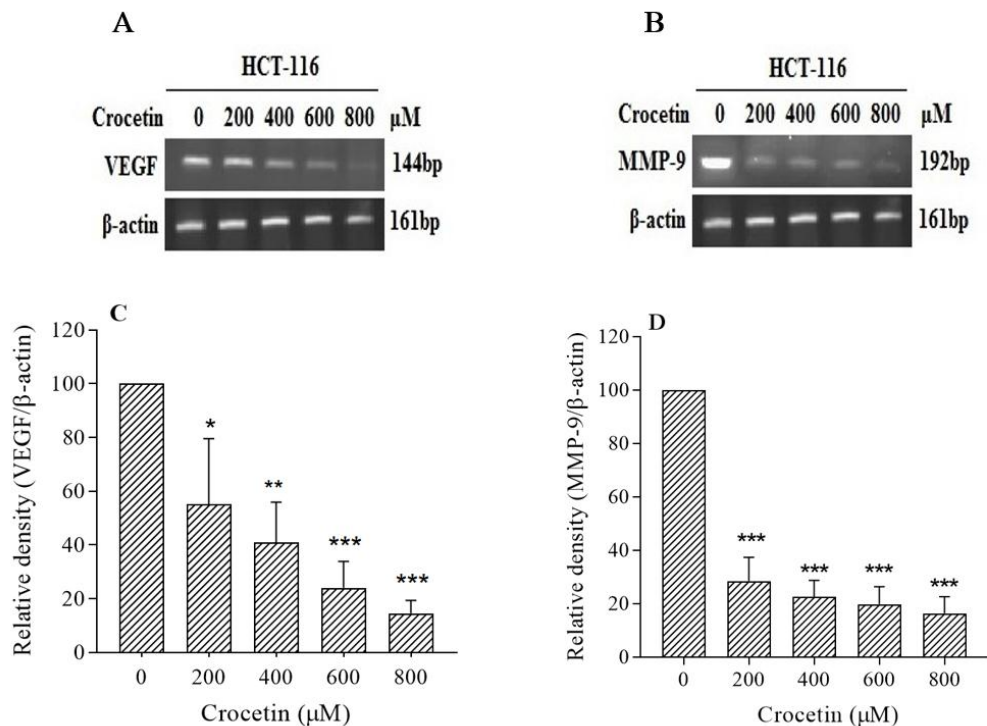 A
HCT-116
Crocetin 0 200 400 600 800 µM
VEGF 144bp
β-actin 161bp
B
HCT-116
Crocetin 0 200 400 600 800 µM
MMP-9 192bp
β-actin 161bp
C
Relative density (VEGF/β-actin)
120
100
80
60
40
20
0
* ** *** ***
0 200 400 600 800
Crocetin (µM)
D
Relative density (MMP-9/β-actin)
120
100
80
60
40
20
0
*** *** *** ***
0 200 400 600 800
Crocetin (µM)